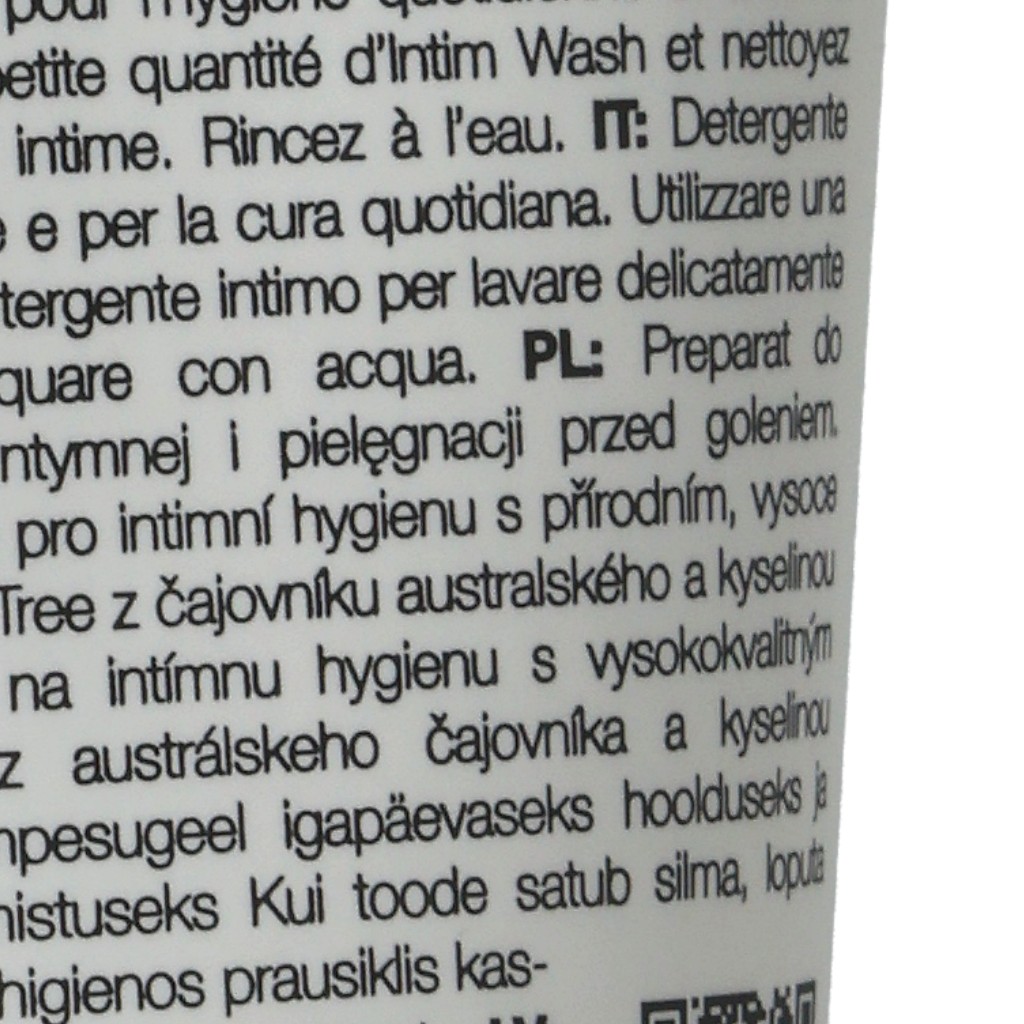 pour l'hygiène
petite quantité d'Intim Wash et nettoyez
intime. Rincez à l'eau. IT: Detergente
e per la cura quotidiana. Utilizzare una
tergente intimo per lavare delicatamente
quare con acqua. PL: Preparat do
ntymnej i pielęgnacji przed goleniem.
pro intimní hygienu s přírodním, vysoce
Tree z čajovníku australského a kyselinou
na intímnu hygienu s vysokokvalitným
z austrálskeho čajovníka a kyselinou
npesugeel igapäevaseks hoolduseks ja
nistuseks Kui toode satub silma, loputa
higienos prausiklis kas-